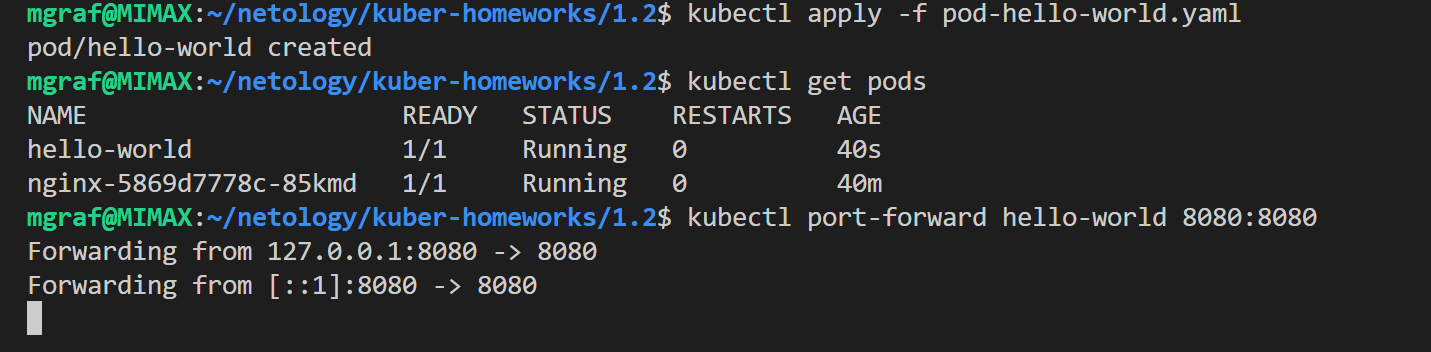 mgraf@MIMAX:~/netology/kuber-homeworks/1.2$ kubectl apply -f pod-hello-world.yaml
pod/hello-world created
mgraf@MIMAX:~/netology/kuber-homeworks/1.2$ kubectl get pods
NAME                     READY   STATUS    RESTARTS   AGE
hello-world              1/1     Running   0          40s
nginx-5869d7778c-85kmd   1/1     Running   0          40m
mgraf@MIMAX:~/netology/kuber-homeworks/1.2$ kubectl port-forward hello-world 8080:8080
Forwarding from 127.0.0.1:8080 -> 8080
Forwarding from [::1]:8080 -> 8080